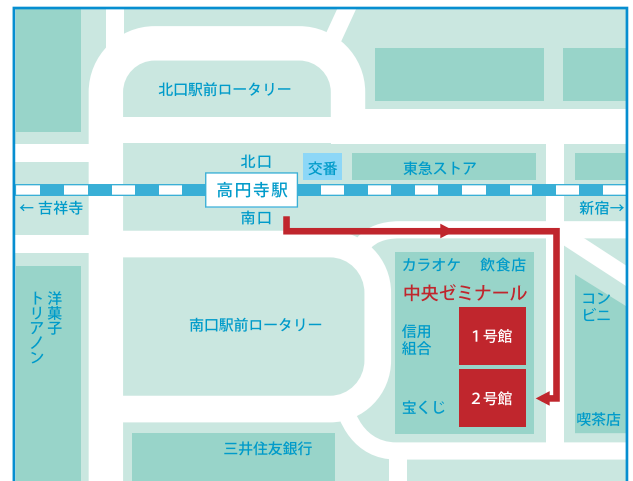 北口駅前ロータリー
北口
交番
東急ストア
高円寺駅
← 吉祥寺
南口
新宿→
カラオケ
飲食店
中央ゼミナール
洋菓子
トリアノン
南口駅前ロータリー
信用
組合
1号館
コン
ビニ
2号館
宝くじ
喫茶店
三井住友銀行